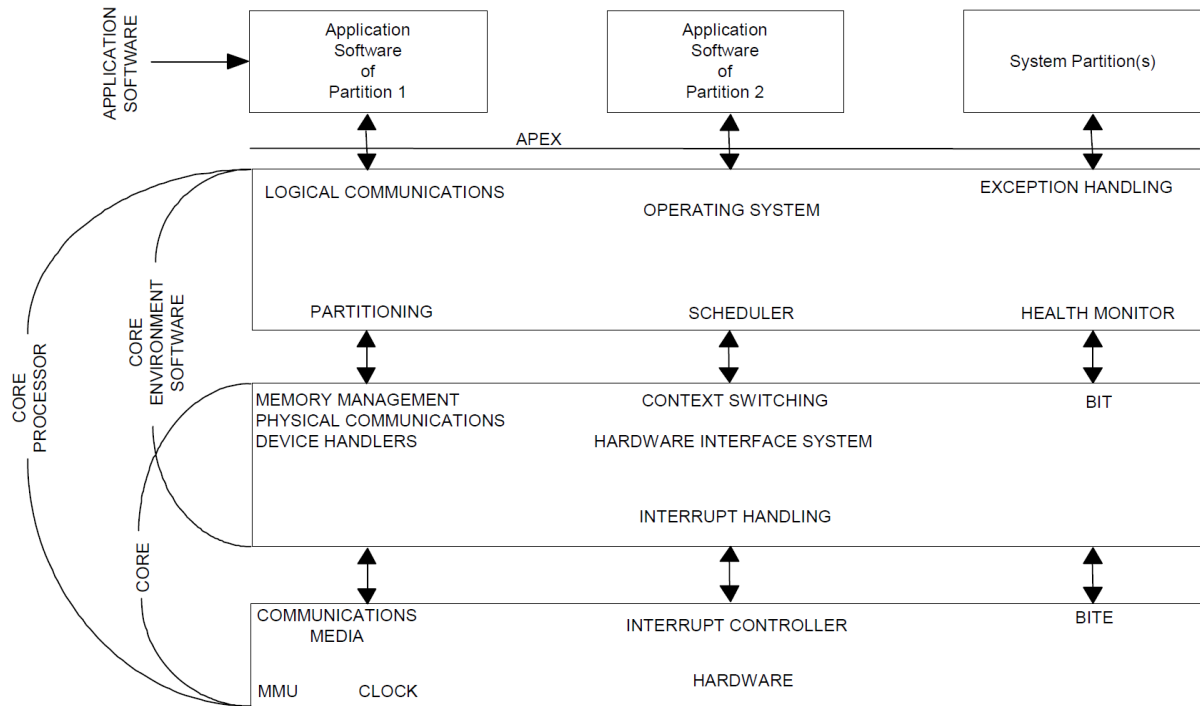 APPLICATION
SOFTWARE
Application
Software
of
Partition 1
Application
Software
of
Partition 2
System Partition(s)
APEX
LOGICAL COMMUNICATIONS
OPERATING SYSTEM
EXCEPTION HANDLING
PARTITIONING
SCHEDULER
HEALTH MONITOR
CORE
PROCESSOR
CORE
ENVIRONMENT
SOFTWARE
MEMORY MANAGEMENT
PHYSICAL COMMUNICATIONS
DEVICE HANDLERS
CONTEXT SWITCHING
HARDWARE INTERFACE SYSTEM
INTERRUPT HANDLING
BIT
CORE
COMMUNICATIONS
MEDIA
INTERRUPT CONTROLLER
BITE
HARDWARE
MMU
CLOCK